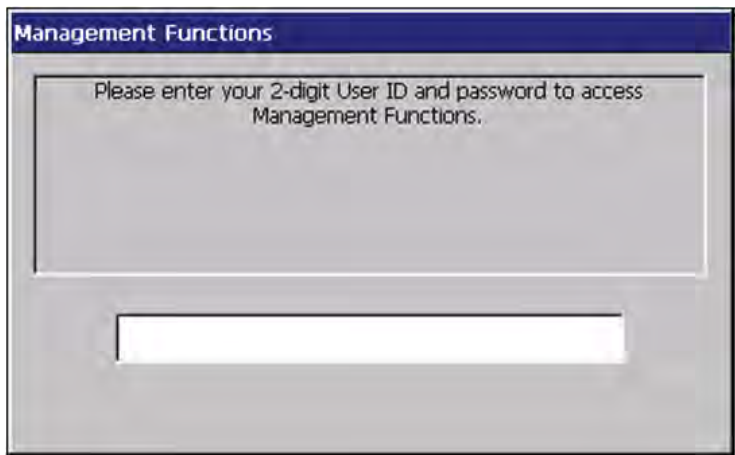 Management Functions
Please enter your 2-digit User ID and password to access
Management Functions.